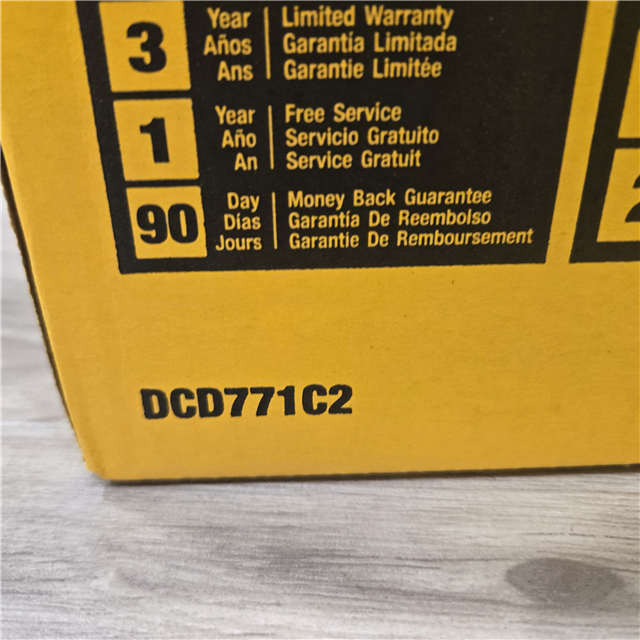 3
Year | Limited Warranty
Años | Garantía Limitada
Ans | Garantie Limitée
1
Year | Free Service
Año | Servicio Gratuito
An | Service Gratuit
90
Day | Money Back Guarantee
Días | Garantía De Reembolso
Jours | Garantie De Remboursement
DCD771C2